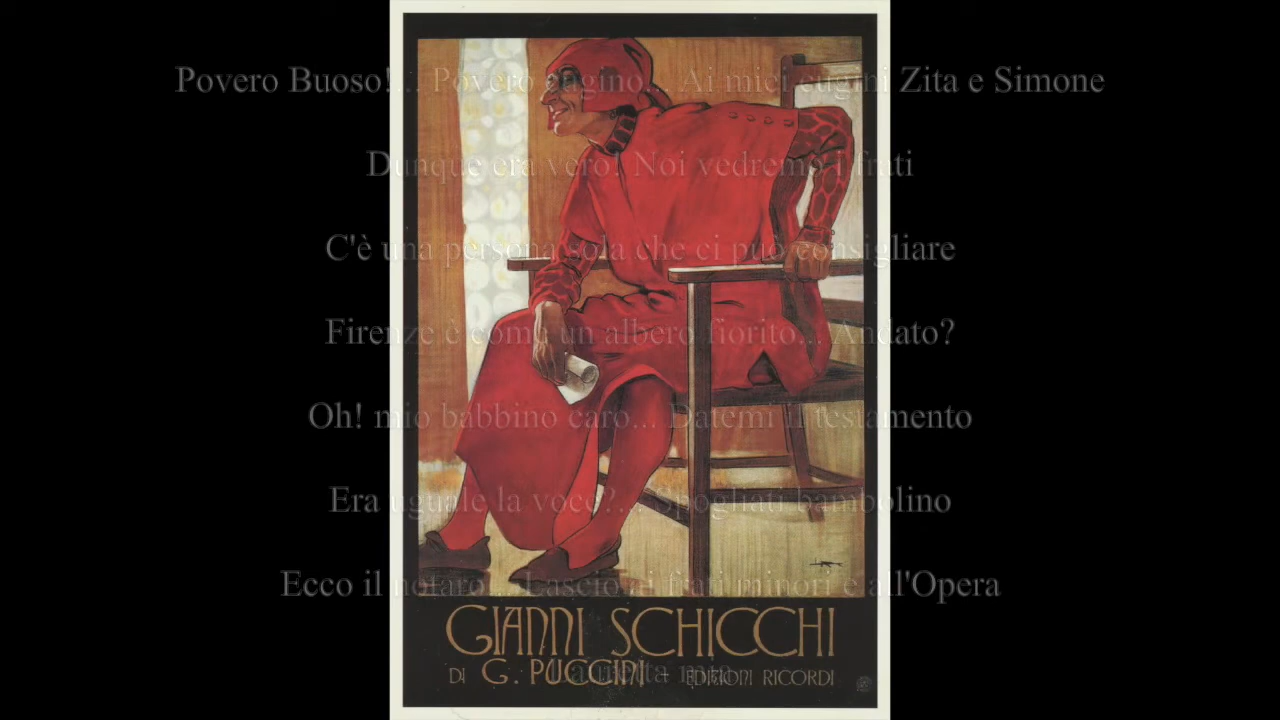 Povero Buoso!... Povero cugino... Ai miei cugini Zita e Simone
Dunque era vero! Noi vedremo i frati
C'è una persona sola che ci può consigliare
Firenze è come un albero fiorito... Andato?
Oh! mio babbino caro... Datemi il testamento
Era uguale la voce?... Spogliati bambolino
Ecco il notaro... Lascio ai frati minori e all'Opera
GIANNI SCHICCHI
DI G. PUCCINI - EDIZIONI RICORDI
Lauretta mia